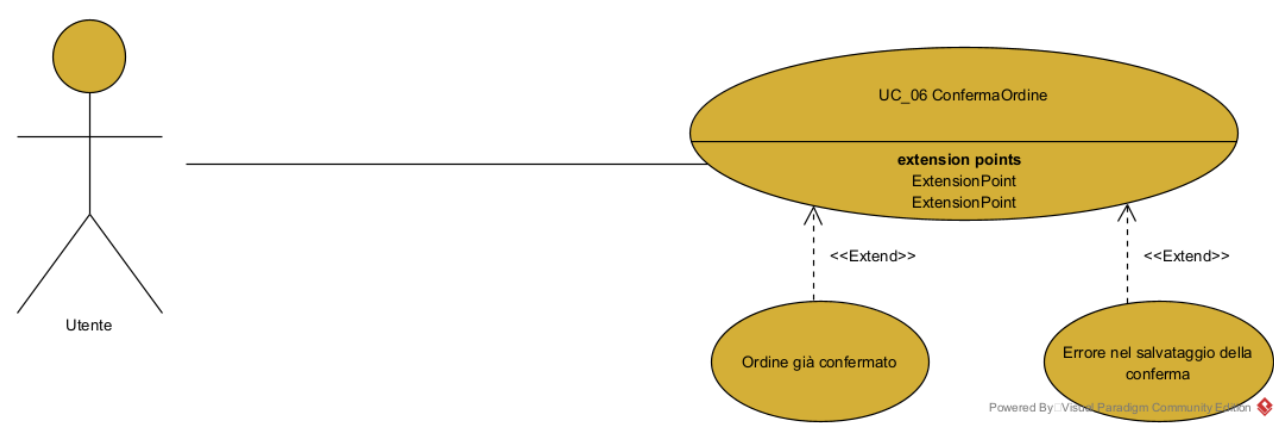 UC_06 ConfermaOrdine
extension points
ExtensionPoint
ExtensionPoint
<<Extend>>
<<Extend>>
Utente
Ordine già confermato
Errore nel salvataggio della
conferma
Powered By Visual Paradigm Community Edition